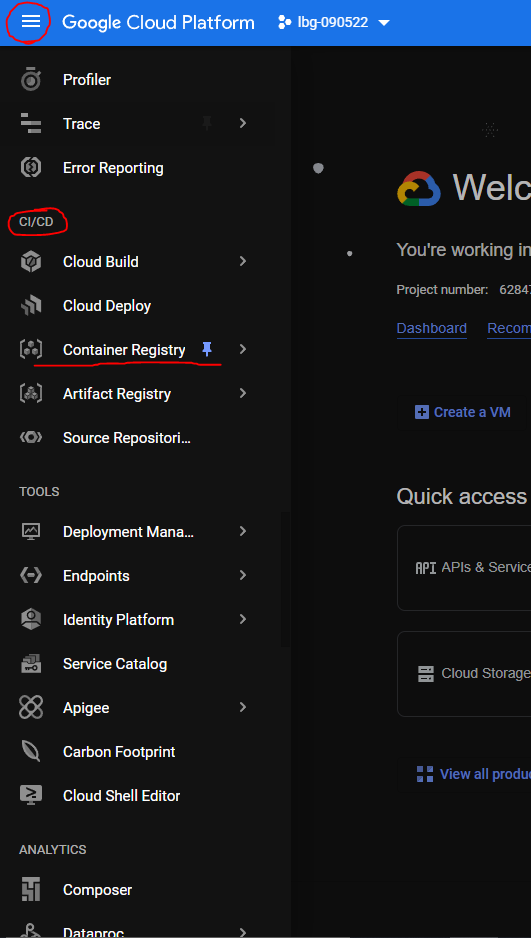 Google Cloud Platform lbg-090522
Profiler
Trace
Error Reporting
CI/CD
Cloud Build
Cloud Deploy
Container Registry
Artifact Registry
Source Repositori...
TOOLS
Deployment Mana...
Endpoints
Identity Platform
Service Catalog
Apigee
Carbon Footprint
Cloud Shell Editor
ANALYTICS
Composer
Dataproc
Welc
You're working in
Project number: 6284
Dashboard Recom
Create a VM
Quick access
API APIs & Service
Cloud Storage
View all produ